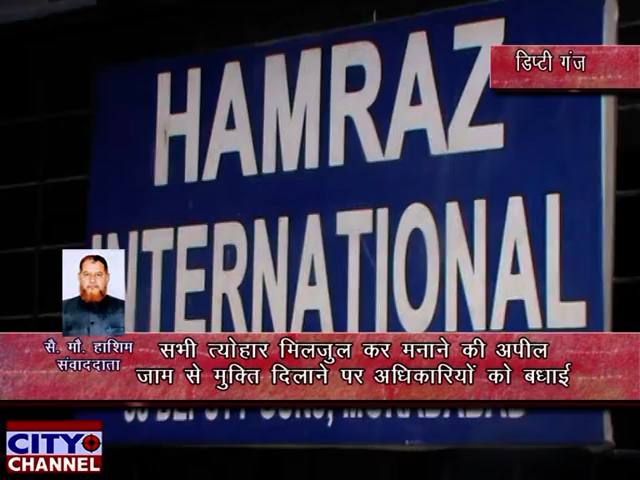 डिप्टी गंज
HAMRAZ
INTERNATIONAL
सै. मौ. हाशिम
संवाददाता
सभी त्योहार मिलजुल कर मनाने की अपील
जाम से मुक्ति दिलाने पर अधिकारियों को बधाई
CITY
CHANNEL